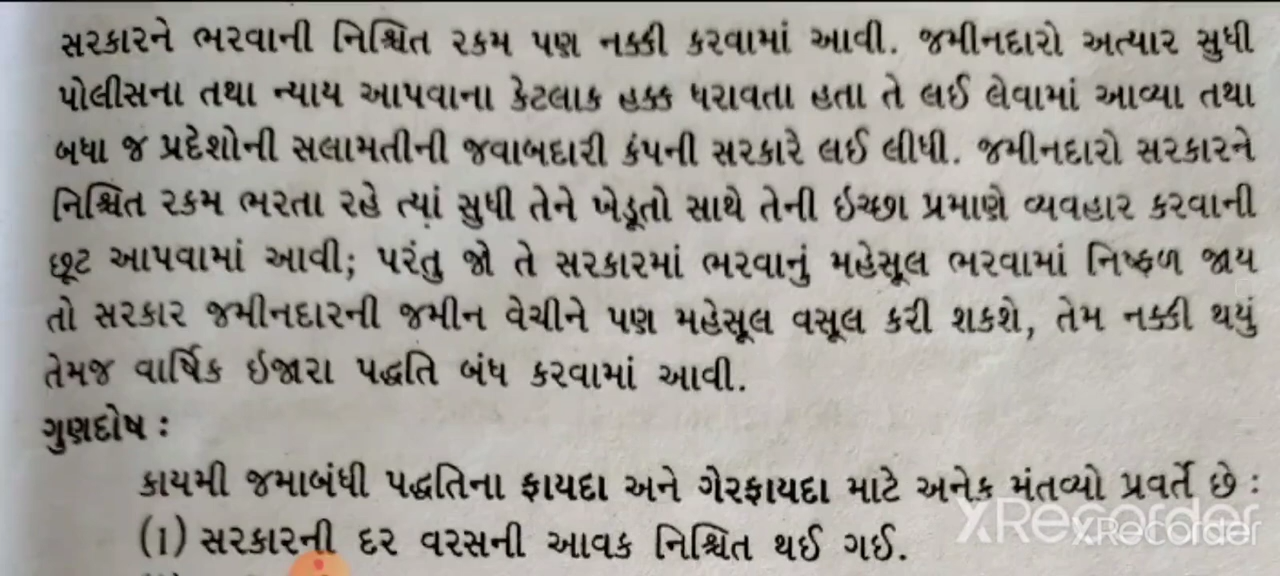 સરકારને ભરવાની નિશ્ચિત રકમ પણ નક્કી કરવામાં આવી. જમીનદારો અત્યાર સુધી
પોલીસના તથા ન્યાય આપવાના કેટલાક હક્ક ધરાવતા હતા તે લઈ લેવામાં આવ્યા તથા
બધા જ પ્રદેશોની સલામતીની જવાબદારી કંપની સરકારે લઈ લીધી. જમીનદારો સરકારને
નિશ્ચિત રકમ ભરતા રહે ત્યાં સુધી તેને ખેડૂતો સાથે તેની ઇચ્છા પ્રમાણે વ્યવહાર કરવાની
છૂટ આપવામાં આવી; પરંતુ જો તે સરકારમાં ભરવાનું મહેસૂલ ભરવામાં નિષ્ફળ જાય
તો સરકાર જમીનદારની જમીન વેચીને પણ મહેસૂલ વસૂલ કરી શકશે, તેમ નક્કી થયું
તેમજ વાર્ષિક ઇજારા પદ્ધતિ બંધ કરવામાં આવી.
ગુણદોષ :
કાયમી જમાબંધી પદ્ધતિના ફાયદા અને ગેરફાયદા માટે અનેક મંતવ્યો પ્રવર્તે છે :
(1) સરકારની દર વરસની આવક નિશ્ચિત થઈ ગઈ.
XRecorder
XRecorder